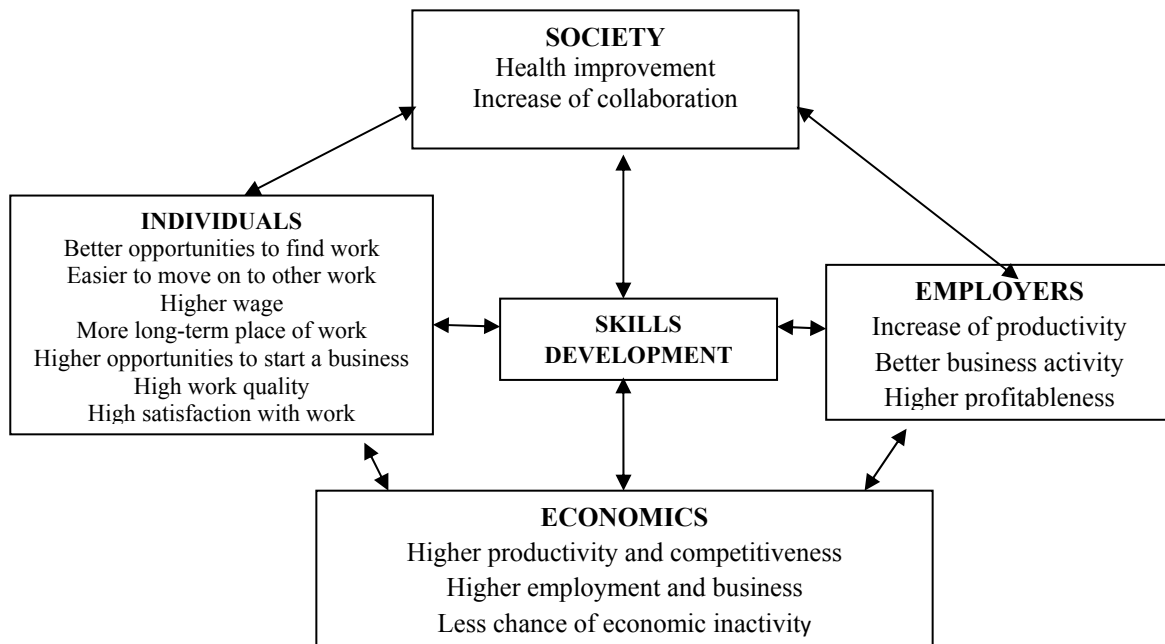 SOCIETY
Health improvement
Increase of collaboration
INDIVIDUALS
Better opportunities to find work
Easier to move on to other work
Higher wage
More long-term place of work
Higher opportunities to start a business
High work quality
High satisfaction with work
SKILLS
DEVELOPMENT
EMPLOYERS
Increase of productivity
Better business activity
Higher profitableness
ECONOMICS
Higher productivity and competitiveness
Higher employment and business
Less chance of economic inactivity